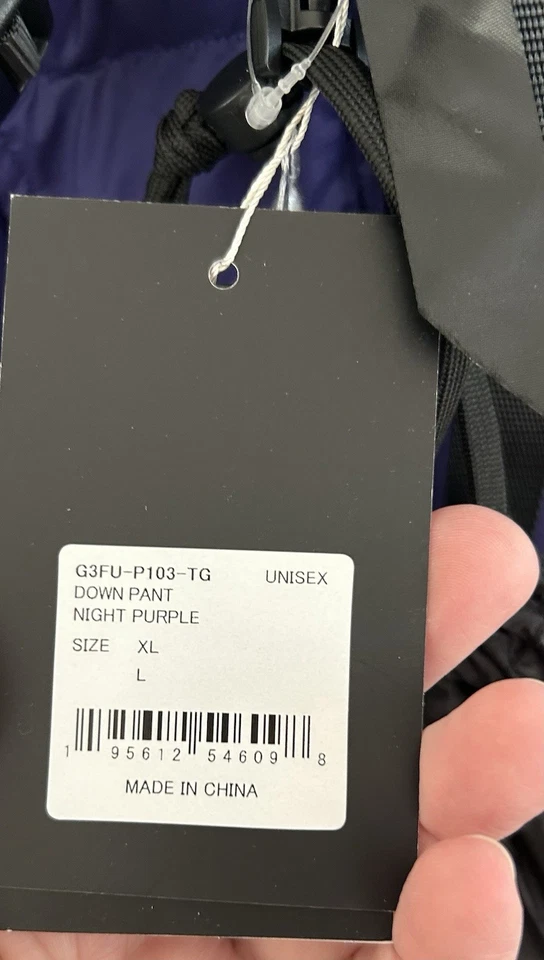 G3FU-P103-TG UNISEX
DOWN PANT
NIGHT PURPLE
SIZE XL
L
1 95612 54609 8
MADE IN CHINA